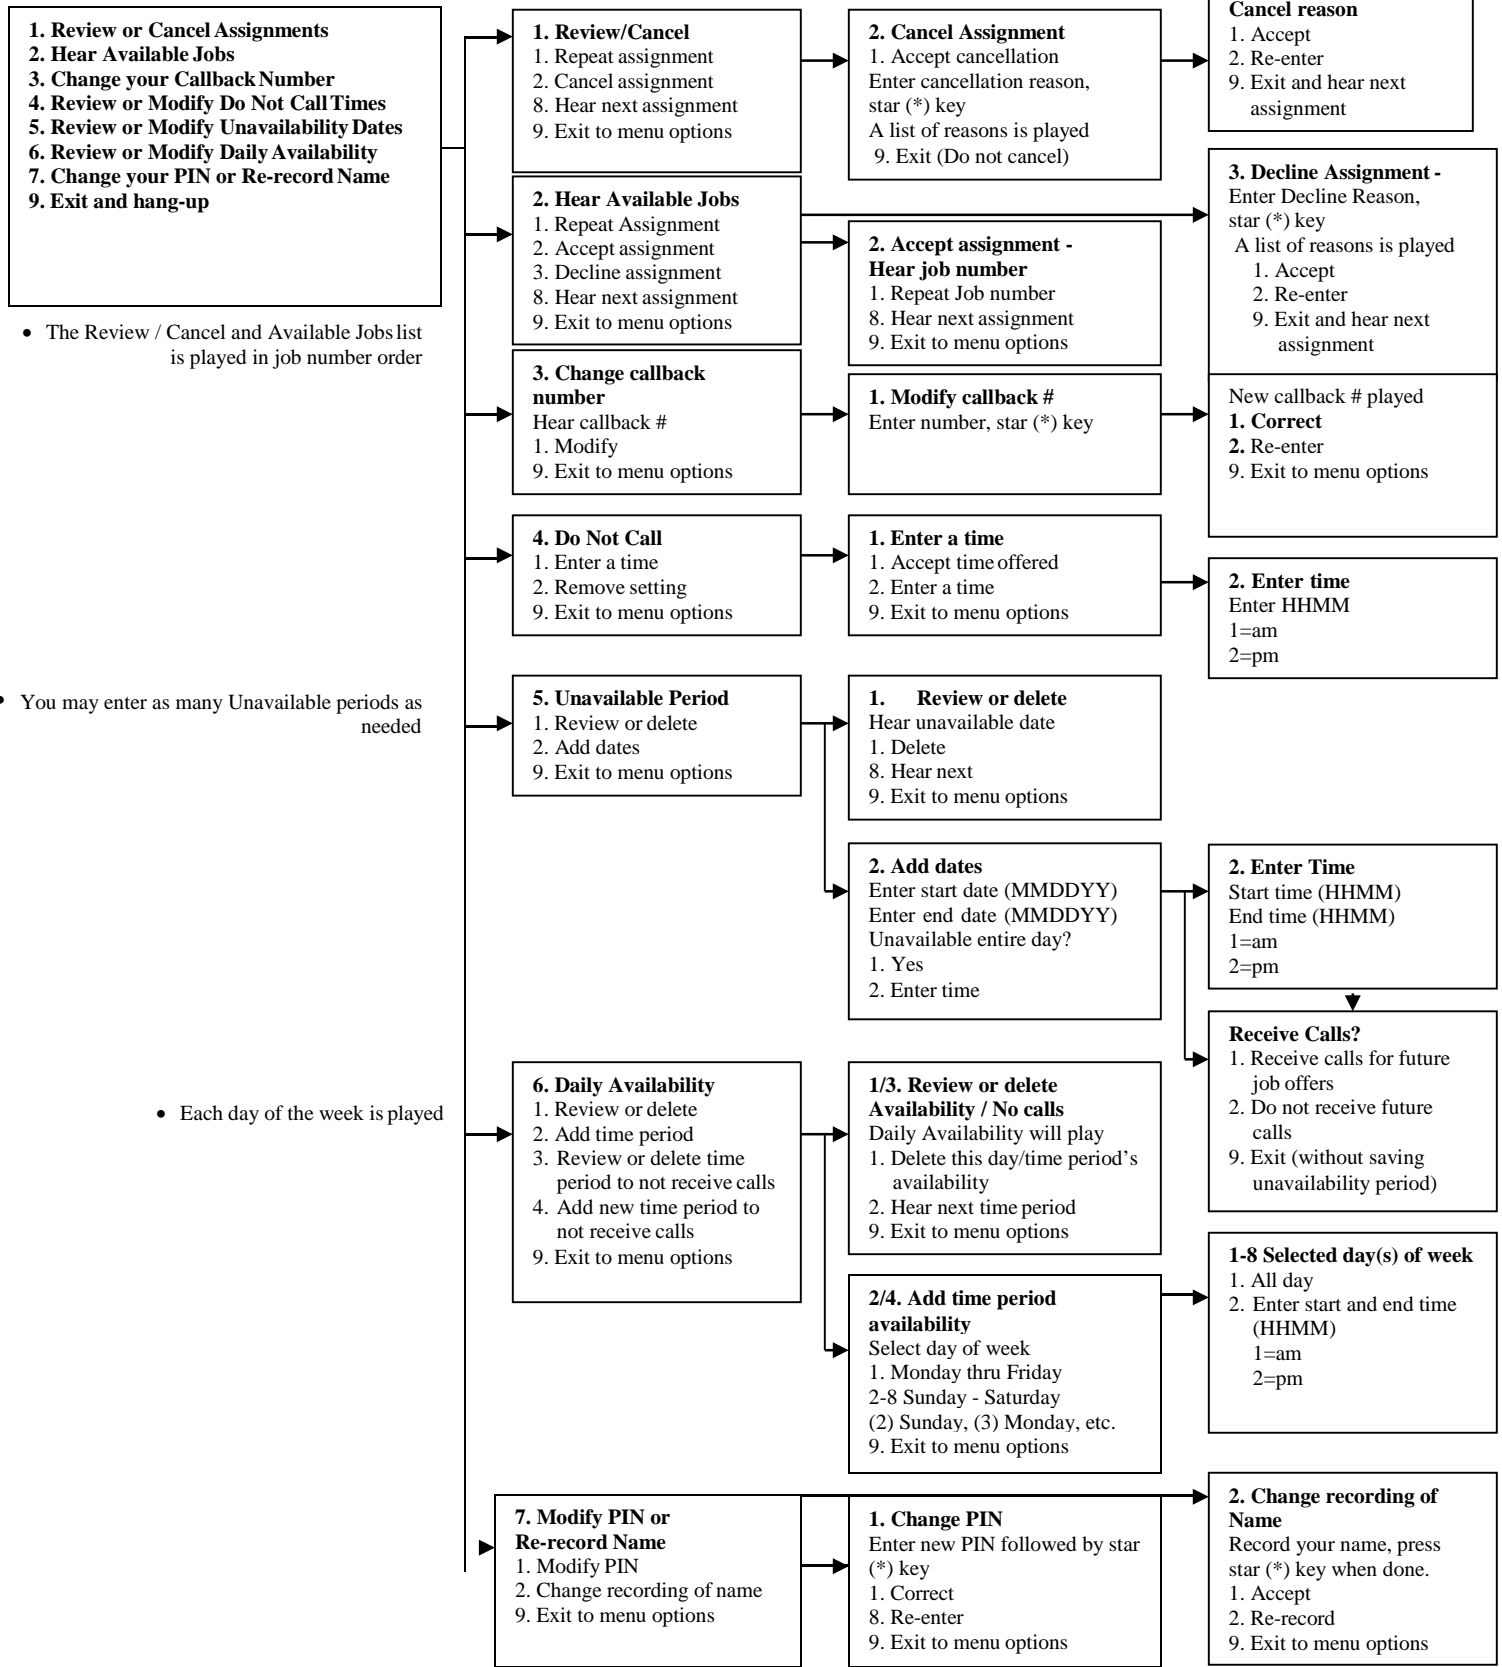 1. Review or Cancel Assignments
2. Hear Available Jobs
3. Change your Callback Number
4. Review or Modify Do Not Call Times
5. Review or Modify Unavailability Dates
6. Review or Modify Daily Availability
7. Change your PIN or Re-record Name
9. Exit and hang-up
• The Review / Cancel and Available Jobs list
is played in job number order
• You may enter as many Unavailable periods as
needed
• Each day of the week is played
1. Review/Cancel
1. Repeat assignment
2. Cancel assignment
8. Hear next assignment
9. Exit to menu options
2. Cancel Assignment
1. Accept cancellation
Enter cancellation reason,
star (*) key
A list of reasons is played
9. Exit (Do not cancel)
Cancel reason
1. Accept
2. Re-enter
9. Exit and hear next
assignment
2. Hear Available Jobs
1. Repeat Assignment
2. Accept assignment
3. Decline assignment
8. Hear next assignment
9. Exit to menu options
2. Accept assignment -
Hear job number
1. Repeat Job number
8. Hear next assignment
9. Exit to menu options
3. Decline Assignment -
Enter Decline Reason,
star (*) key
A list of reasons is played
1. Accept
2. Re-enter
9. Exit and hear next
assignment
3. Change callback
number
Hear callback #
1. Modify
9. Exit to menu options
1. Modify callback #
Enter number, star (*) key
New callback # played
1. Correct
2. Re-enter
9. Exit to menu options
4. Do Not Call
1. Enter a time
2. Remove setting
9. Exit to menu options
1. Enter a time
1. Accept time offered
2. Enter a time
9. Exit to menu options
2. Enter time
Enter HHMM
1=am
2=pm
5. Unavailable Period
1. Review or delete
2. Add dates
9. Exit to menu options
1. Review or delete
Hear unavailable date
1. Delete
8. Hear next
9. Exit to menu options
2. Add dates
Enter start date (MMDDYY)
Enter end date (MMDDYY)
Unavailable entire day?
1. Yes
2. Enter time
2. Enter Time
Start time (HHMM)
End time (HHMM)
1=am
2=pm
Receive Calls?
1. Receive calls for future
job offers
2. Do not receive future
calls
9. Exit (without saving
unavailability period)
6. Daily Availability
1. Review or delete
2. Add time period
3. Review or delete time
period to not receive calls
4. Add new time period to
not receive calls
9. Exit to menu options
1/3. Review or delete
Availability / No calls
Daily Availability will play
1. Delete this day/time period's
availability
2. Hear next time period
9. Exit to menu options
2/4. Add time period
availability
Select day of week
1. Monday thru Friday
2-8 Sunday - Saturday
(2) Sunday, (3) Monday, etc.
9. Exit to menu options
1-8 Selected day(s) of week
1. All day
2. Enter start and end time
(HHMM)
1=am
2=pm
7. Modify PIN or
Re-record Name
1. Modify PIN
2. Change recording of name
9. Exit to menu options
1. Change PIN
Enter new PIN followed by star
(*) key
1. Correct
8. Re-enter
9. Exit to menu options
2. Change recording of
Name
Record your name, press
star (*) key when done.
1. Accept
2. Re-record
9. Exit to menu options